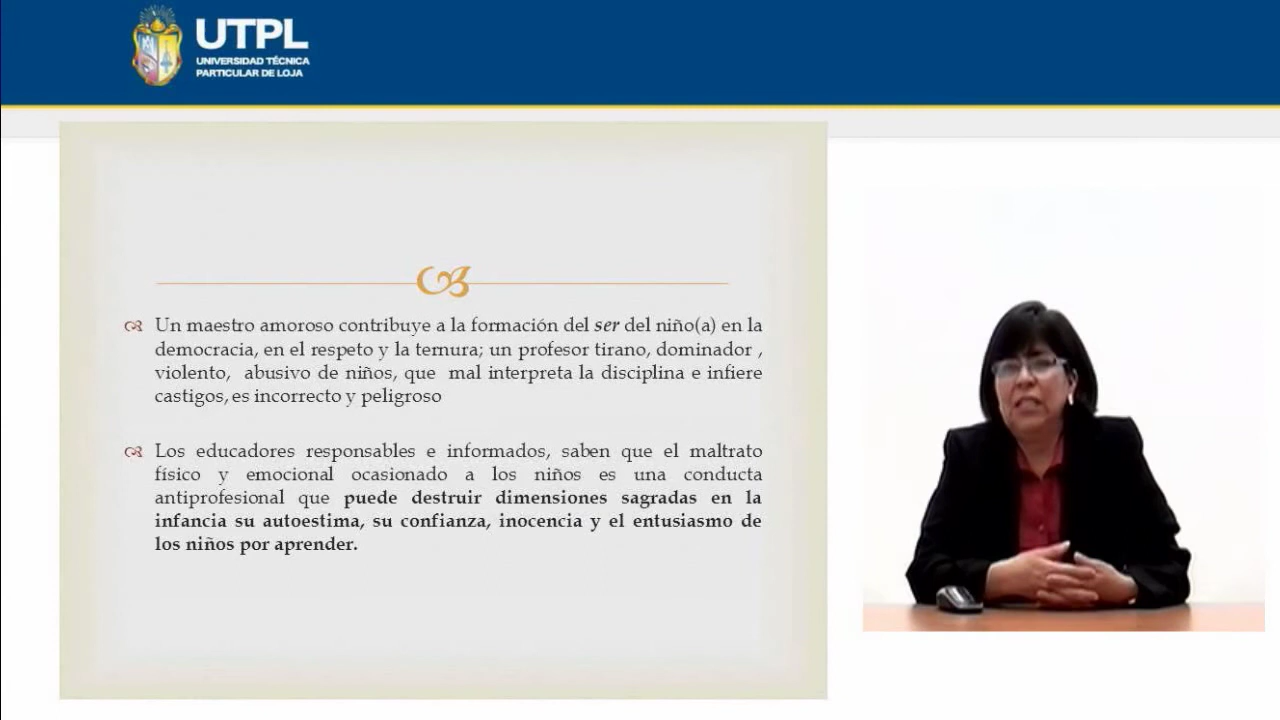 UTPL
UNIVERSIDAD TÉCNICA
PARTICULAR DE LOJA
Un maestro amoroso contribuye a la formación del ser del niño(a) en la
democracia, en el respeto y la ternura; un profesor tirano, dominador ,
violento, abusivo de niños, que mal interpreta la disciplina e infiere
castigos, es incorrecto y peligroso
Los educadores responsables e informados, saben que el maltrato
físico y emocional ocasionado a los niños es una conducta
antiprofesional que puede destruir dimensiones sagradas en la
infancia su autoestima, su confianza, inocencia y el entusiasmo de
los niños por aprender.